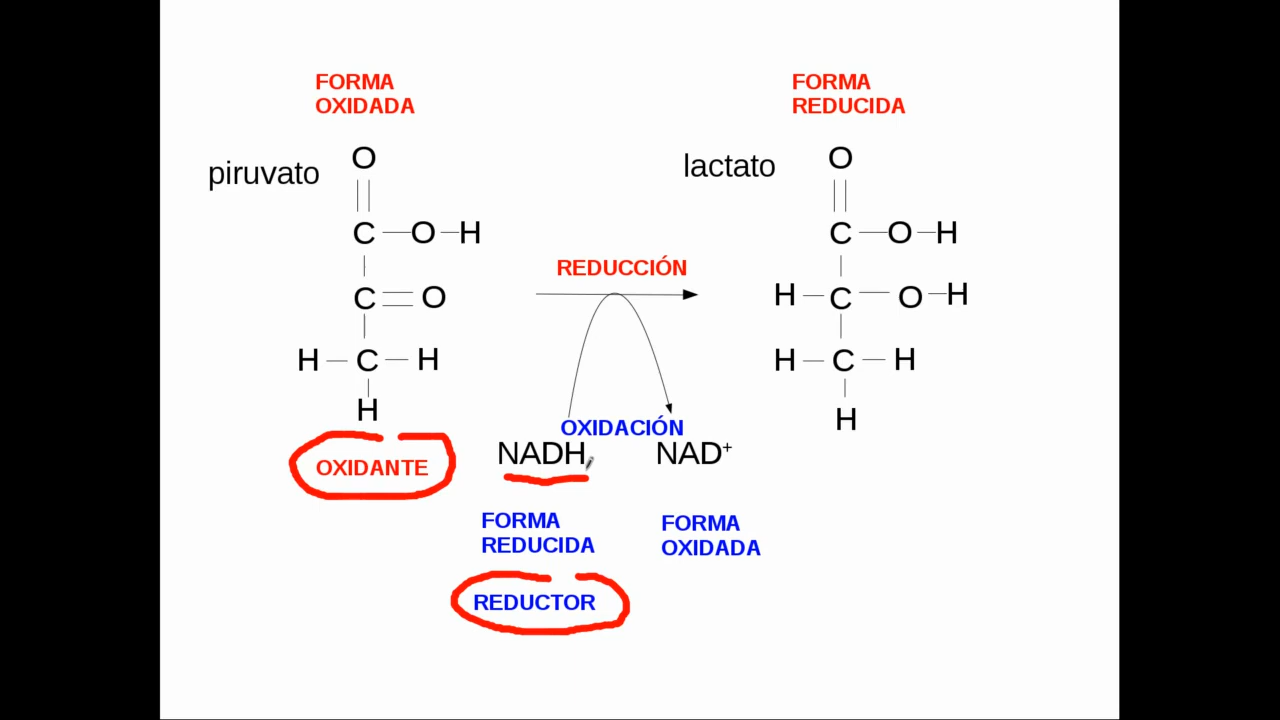 FORMA
OXIDADA
FORMA
REDUCIDA
piruvato
lactato
O
O
C O H
C O H
REDUCCIÓN
C O
H C O H
H C H
H C H
H
H
OXIDACIÓN
NADH
NAD⁺
OXIDANTE
FORMA
REDUCIDA
FORMA
OXIDADA
REDUCTOR